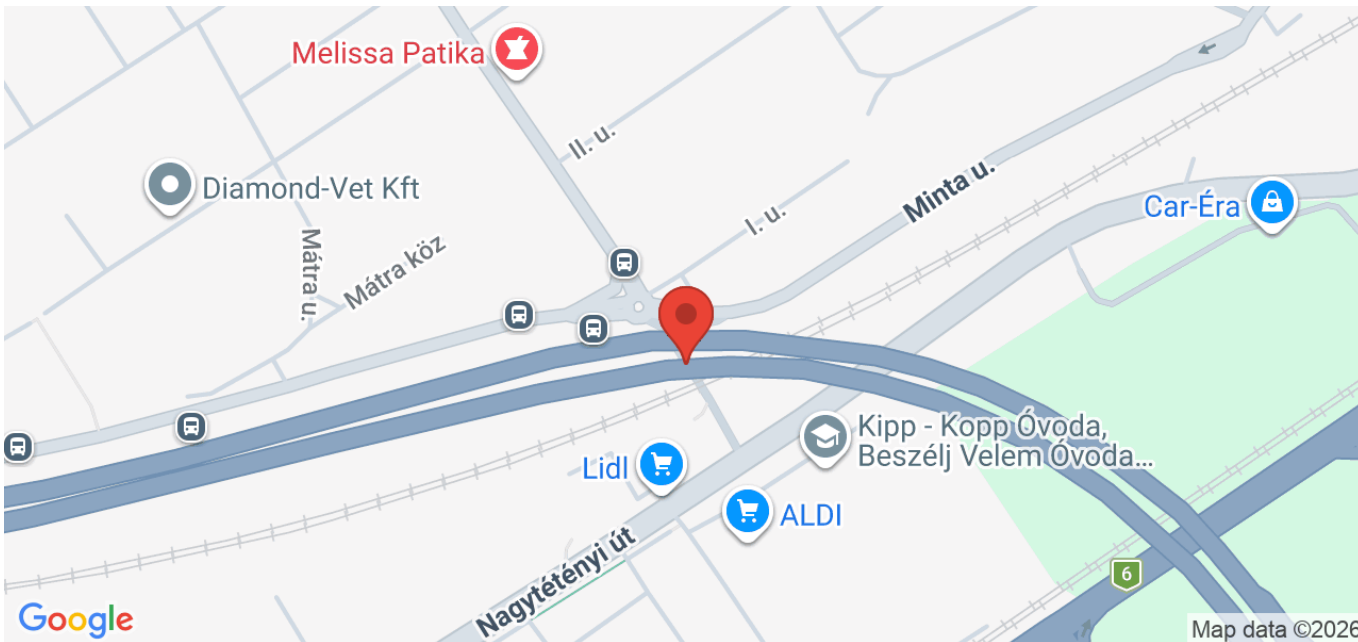 Melissa Patika
II. u.
Diamond-Vet Kft
Minta u.
Car-Éra
I. u.
Mátra u.
Mátra köz
Kipp - Kopp Óvoda,
Beszélj Velem Óvoda...
Lidl
ALDI
Nagytétényi út
6
Google
Map data ©2026